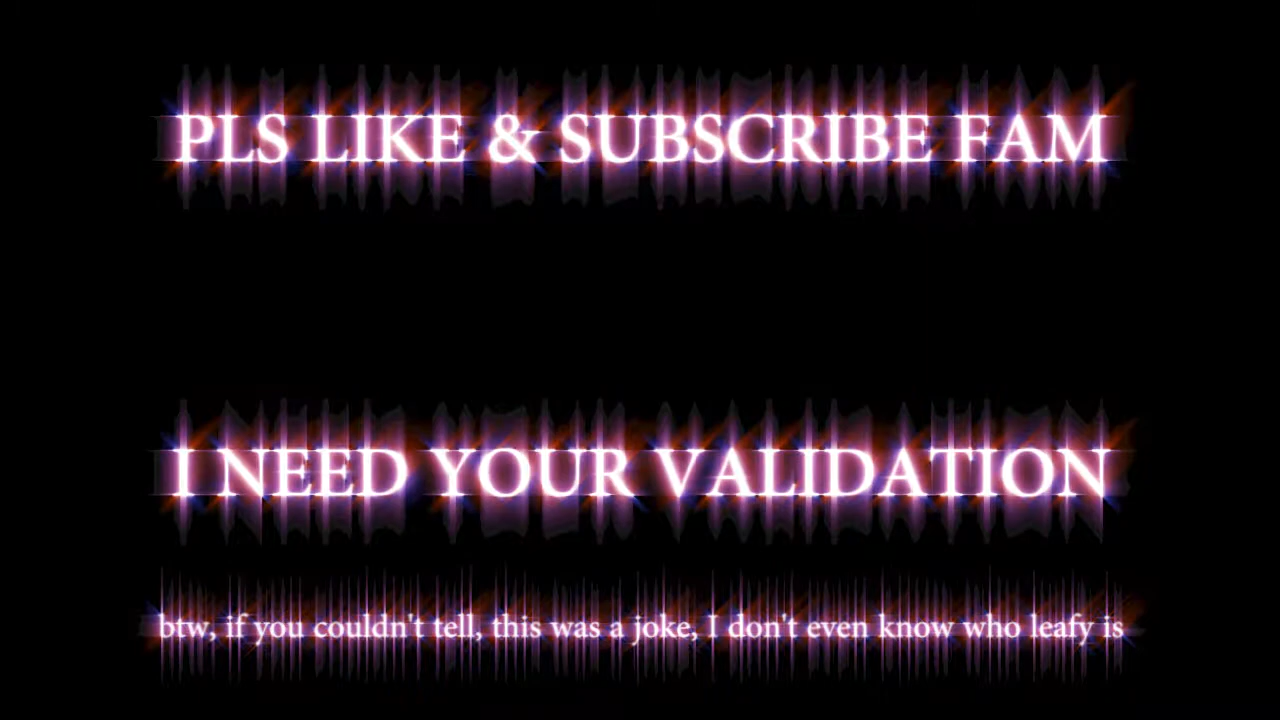 PLS LIKE & SUBSCRIBE FAM
I NEED YOUR VALIDATION
btw, if you couldn't tell, this was a joke, I don't even know who leafy is